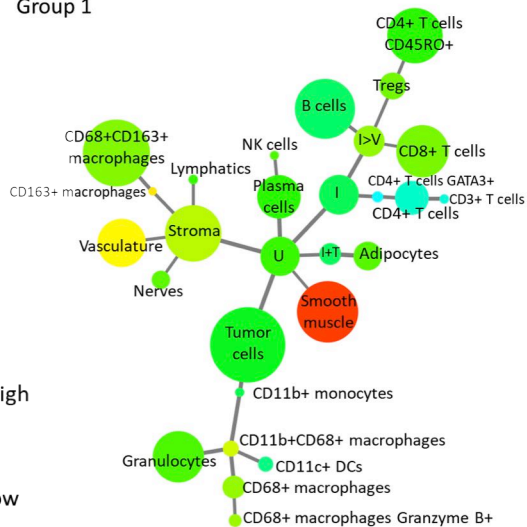 Group 1
CD4+ T cells
CD45RO+
Tregs
B cells
I>V
CD8+ T cells
NK cells
CD68+CD163+
macrophages
Lymphatics
CD163+ macrophages
Plasma
cells
I
CD4+ T cells GATA3+
CD3+ T cells
CD4+ T cells
Stroma
Vasculature
U
I+T
Adipocytes
Nerves
Smooth
muscle
Tumor
cells
igh
CD11b+ monocytes
CD11b+CD68+ macrophages
Granulocytes
CD11c+ DCs
CD68+ macrophages
ow
CD68+ macrophages Granzyme B+